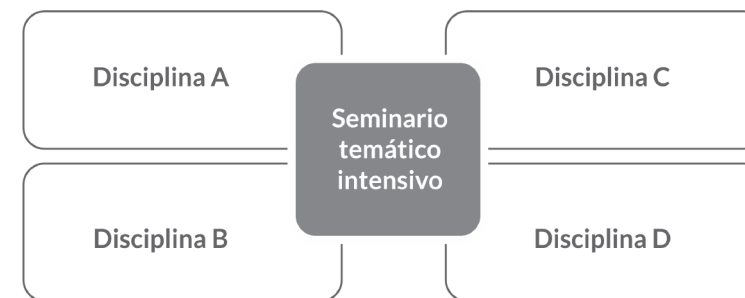 Disciplina A
Disciplina C
Seminario
temático
intensivo
Disciplina B
Disciplina D